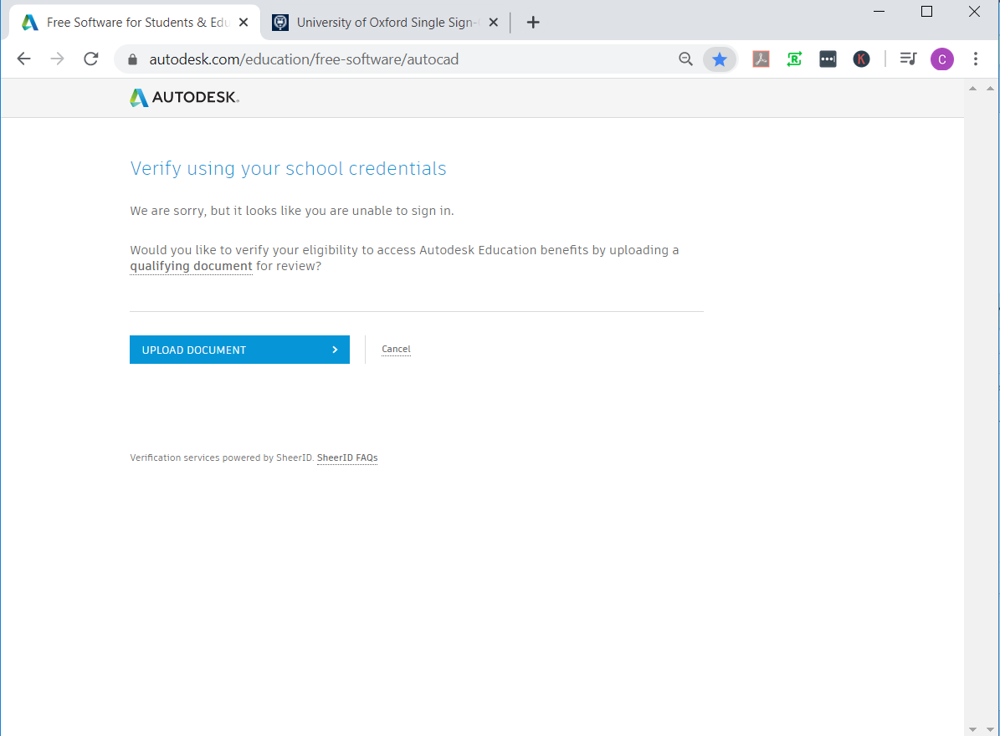 Free Software for Students & Edu
University of Oxford Single Sign-
autodesk.com/education/free-software/autocad
K
C
AUTODESK.
Verify using your school credentials
We are sorry, but it looks like you are unable to sign in.
Would you like to verify your eligibility to access Autodesk Education benefits by uploading a
qualifying document for review?
UPLOAD DOCUMENT
Cancel
Verification services powered by SheerID. SheerID FAQs